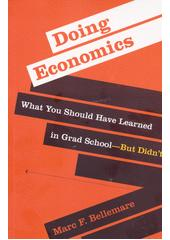 Doing
Economics
What You Should Have Learned
in Grad School—But Didn't
Marc F. Bellemare